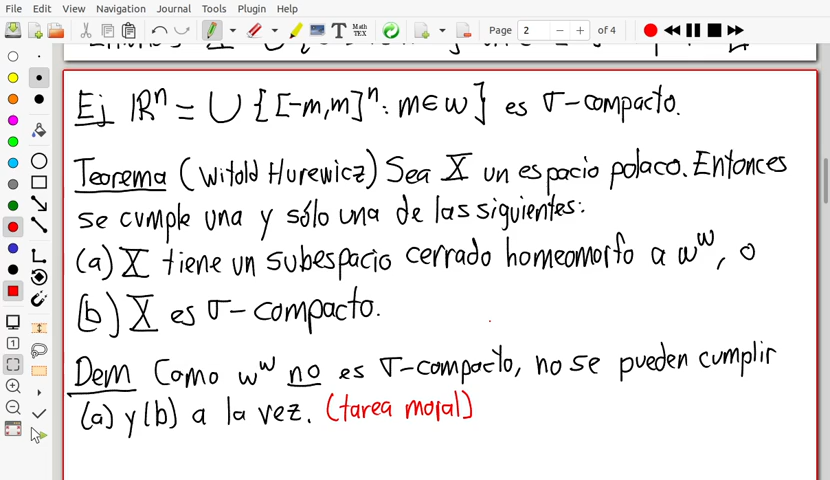 File Edit View Navigation Journal Tools Plugin Help
Math TEX Page 2 of 4
Ej ℝⁿ = ∪ {[-m,m]ⁿ : m ∈ ω} es σ-compacto.
Teorema (Witold Hurewicz) Sea X un espacio polaco. Entonces
se cumple una y sólo una de las siguientes:
(a) X tiene un subespacio cerrado homeomorfo a ω^ω, o
(b) X es σ-compacto.
Dem Como ω^ω no es σ-compacto, no se pueden cumplir
(a) y (b) a la vez. (tarea moral)